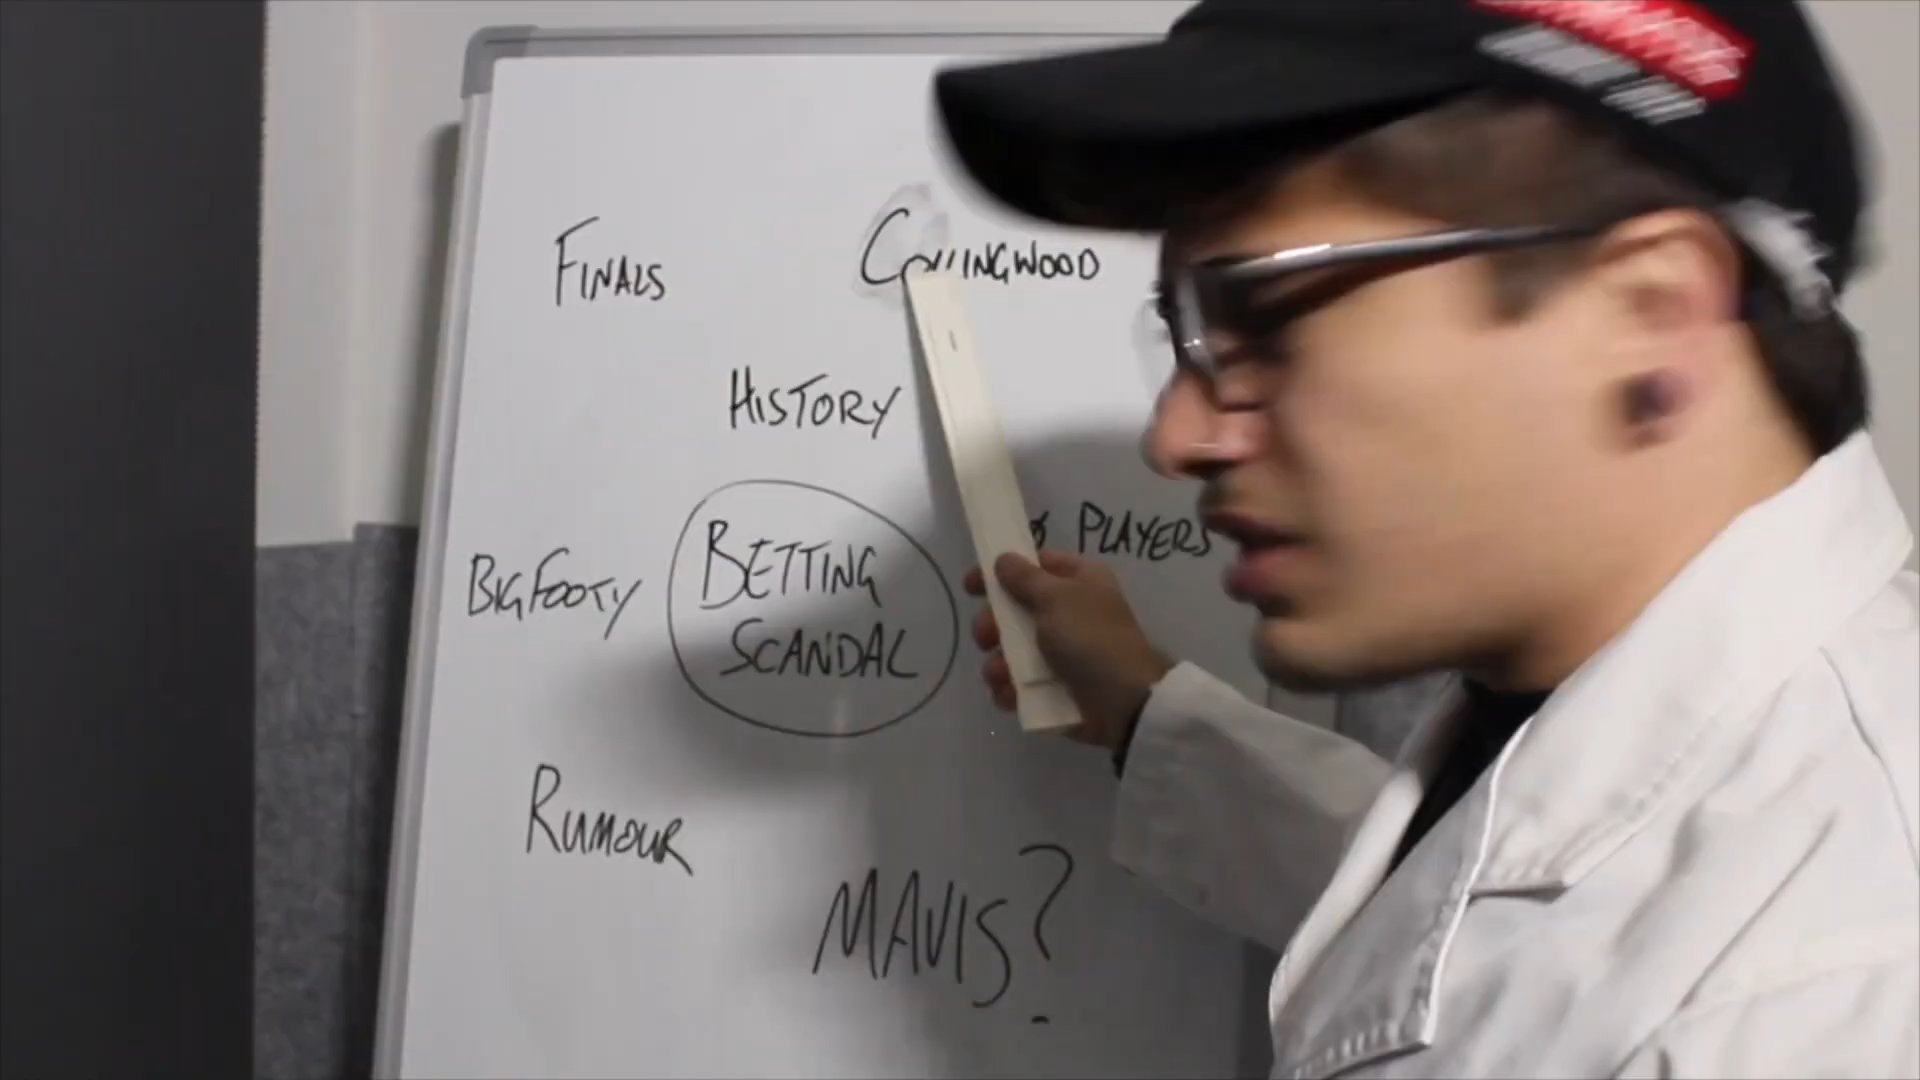 FINALS
COLLINGWOOD
HISTORY
BETTING
SCANDAL
PLAYERS
BIGFOOTY
RUMOUR
MAVIS?